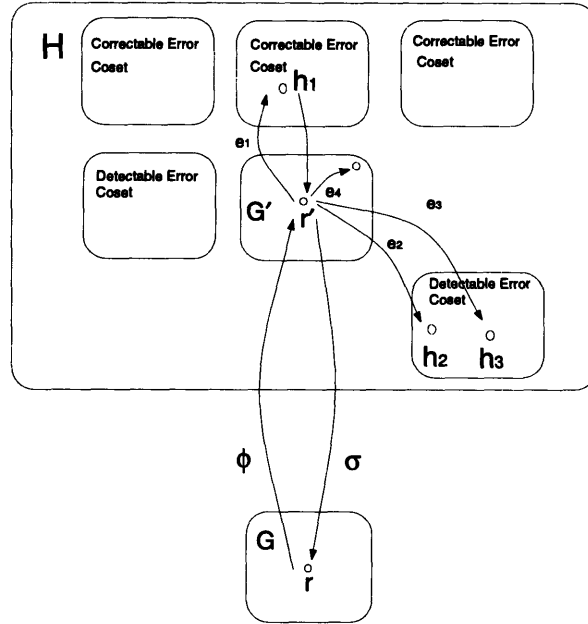 H
Correctable Error
Coset
Correctable Error
Coset
h1
Correctable Error
Coset
e1
Detectable Error
Coset
G′
r′
e4
e3
e2
Detectable Error
Coset
h2
h3
ϕ
σ
G
r